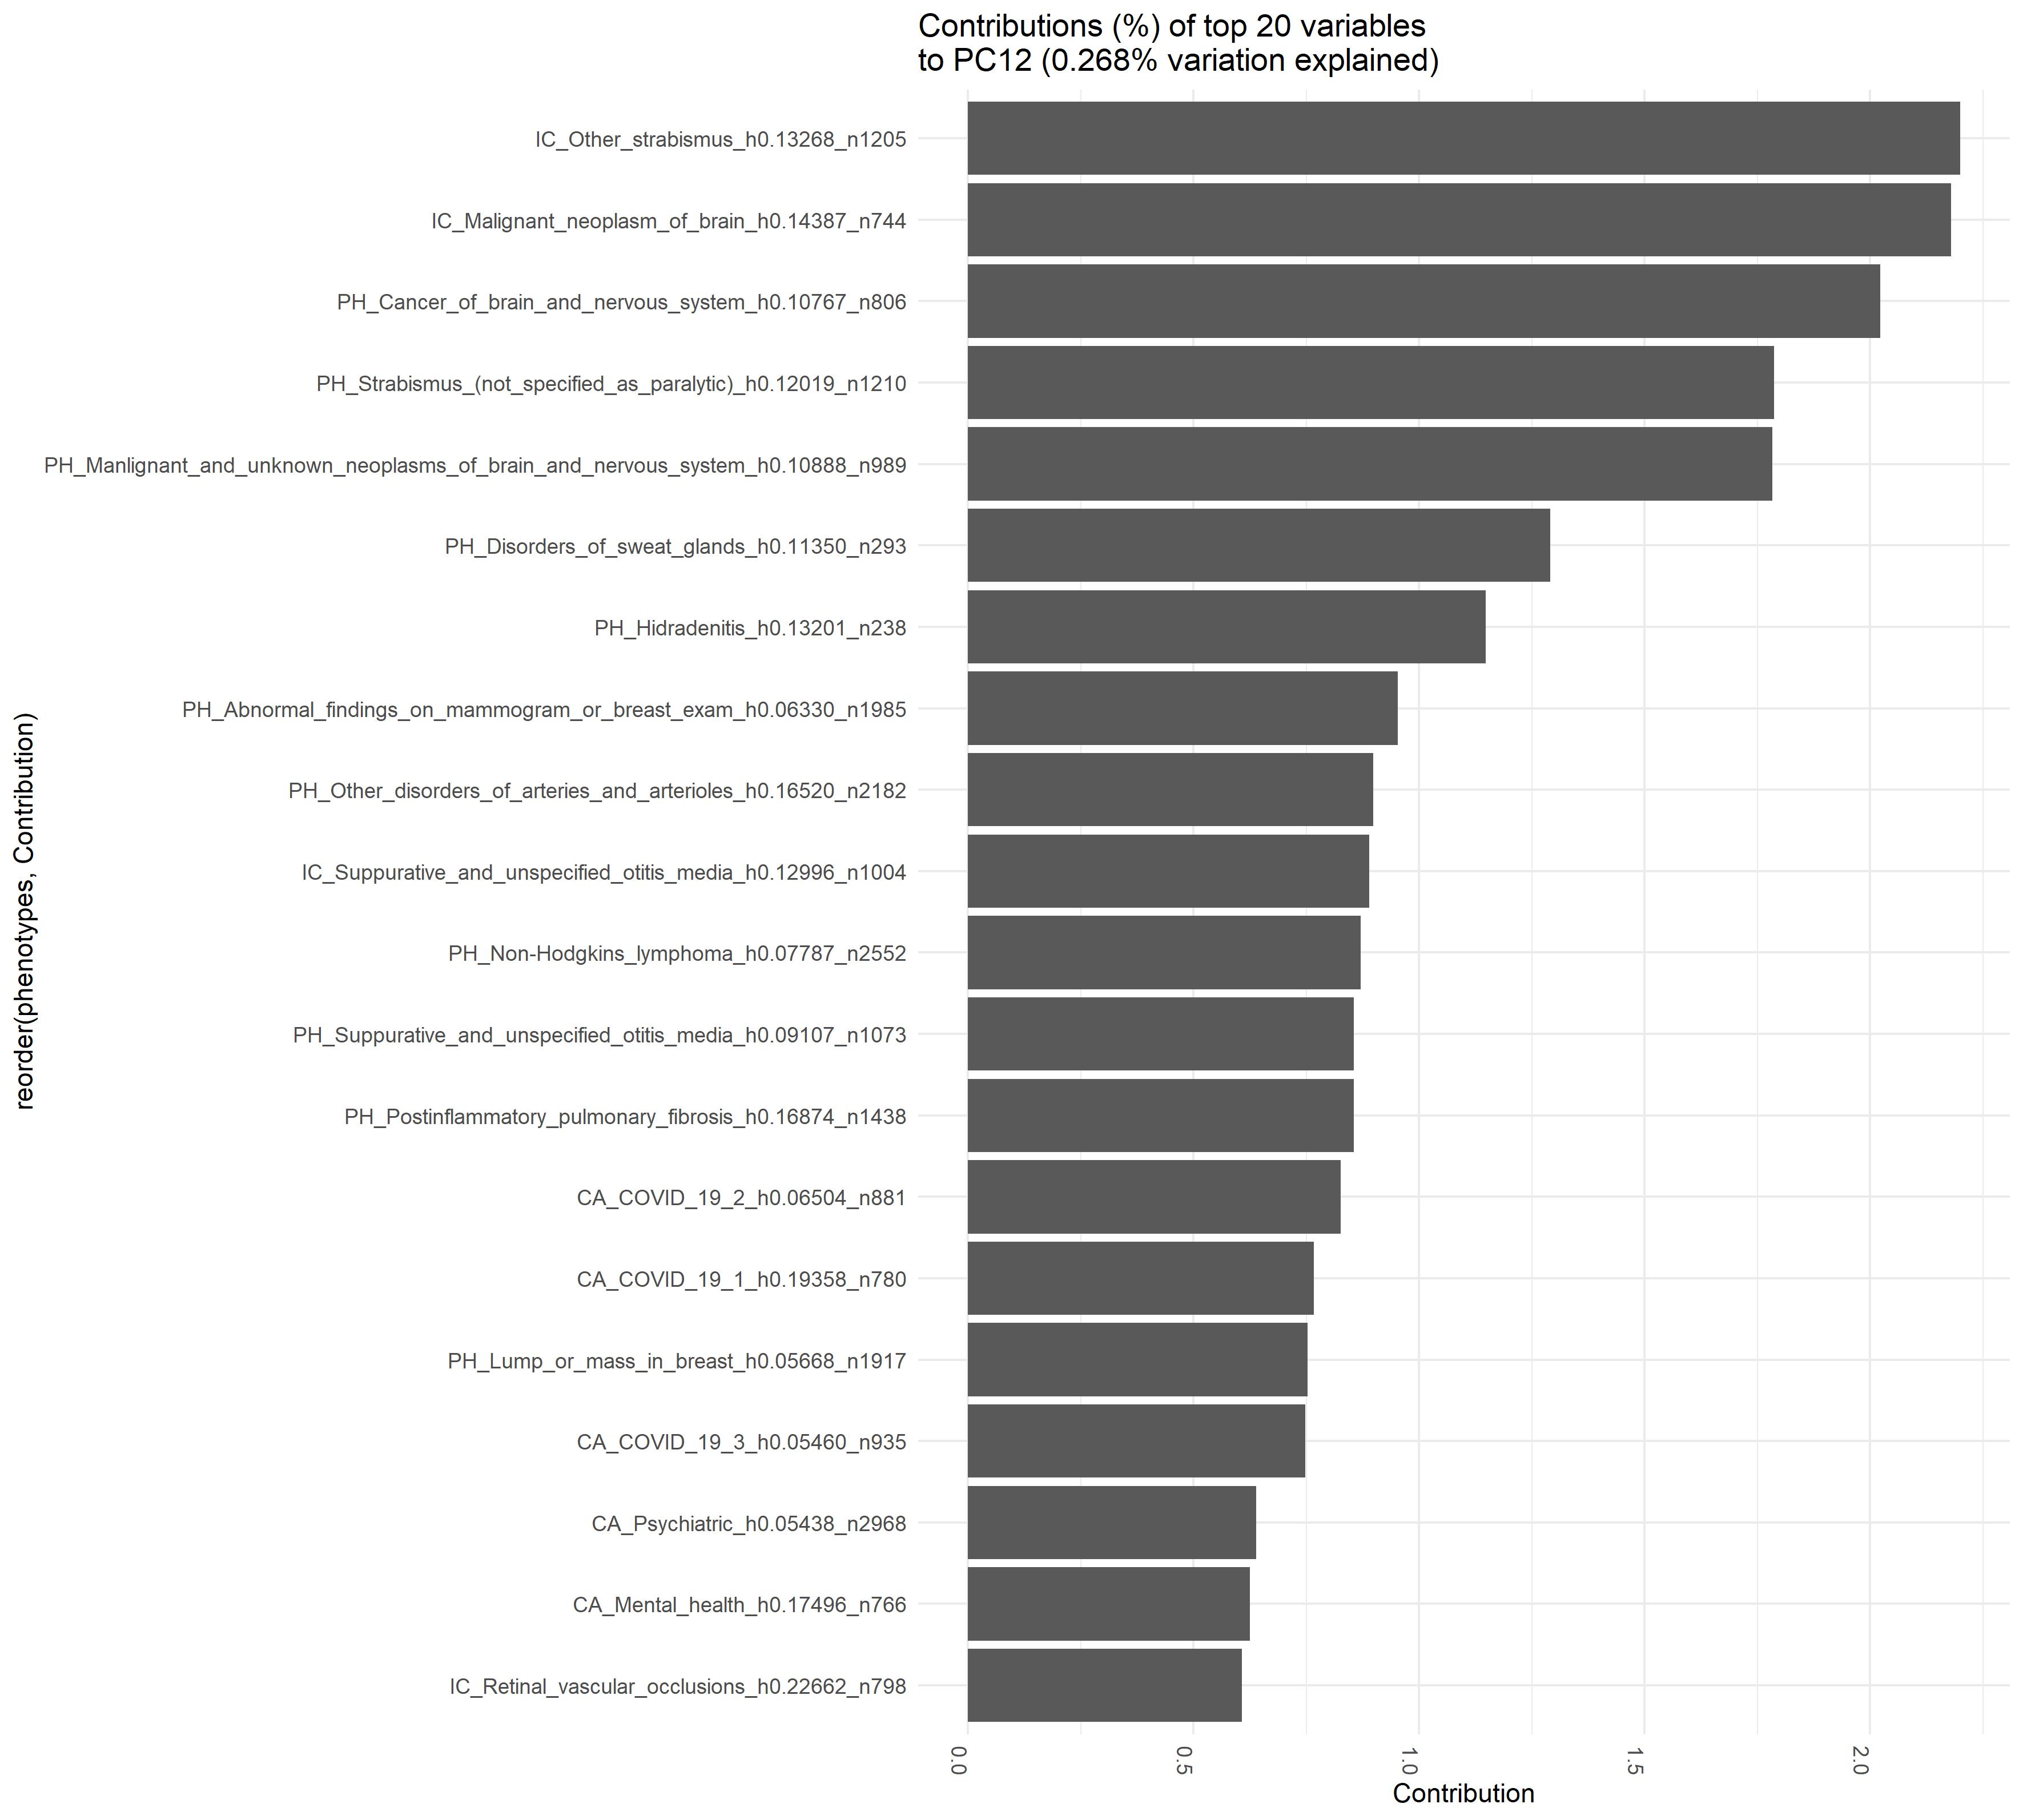 Contributions (%) of top 20 variables
to PC12 (0.268% variation explained)
IC_Other_strabismus_h0.13268_n1205
IC_Malignant_neoplasm_of_brain_h0.14387_n744
PH_Cancer_of_brain_and_nervous_system_h0.10767_n806
PH_Strabismus_(not_specified_as_paralytic)_h0.12019_n1210
PH_Manlignant_and_unknown_neoplasms_of_brain_and_nervous_system_h0.10888_n989
PH_Disorders_of_sweat_glands_h0.11350_n293
PH_Hidradenitis_h0.13201_n238
PH_Abnormal_findings_on_mammogram_or_breast_exam_h0.06330_n1985
PH_Other_disorders_of_arteries_and_arterioles_h0.16520_n2182
IC_Suppurative_and_unspecified_otitis_media_h0.12996_n1004
PH_Non-Hodgkins_lymphoma_h0.07787_n2552
PH_Suppurative_and_unspecified_otitis_media_h0.09107_n1073
PH_Postinflammatory_pulmonary_fibrosis_h0.16874_n1438
CA_COVID_19_2_h0.06504_n881
CA_COVID_19_1_h0.19358_n780
PH_Lump_or_mass_in_breast_h0.05668_n1917
CA_COVID_19_3_h0.05460_n935
CA_Psychiatric_h0.05438_n2968
CA_Mental_health_h0.17496_n766
IC_Retinal_vascular_occlusions_h0.22662_n798
reorder(phenotypes, Contribution)
0.0
0.5
1.0
1.5
2.0
Contribution